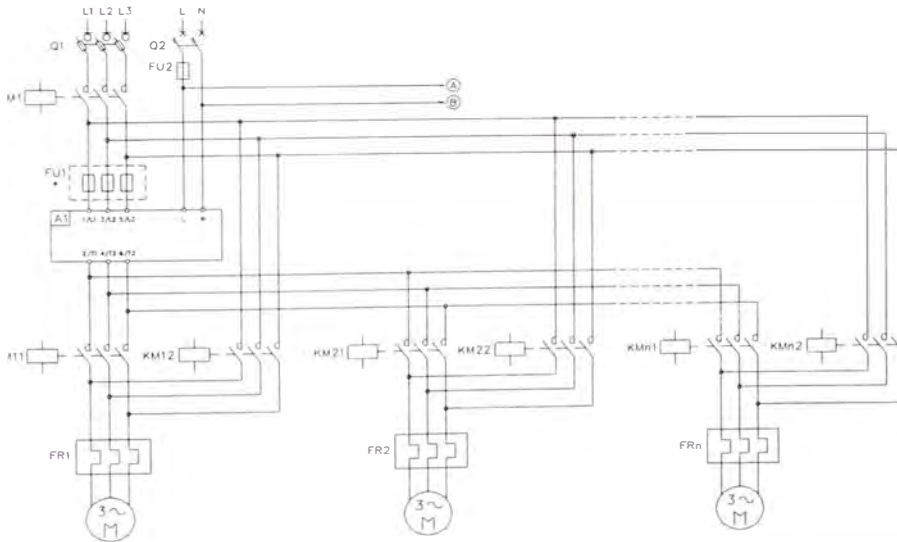 L1 L2 L3 L N
Q1 Q2
FU2
A
B
M1
FU1
*
A1 1/L1 3/L2 5/L3 L N
2/T1 4/T2 6/T3
M11 KM12 KM21 KM22 KMn1 KMn2
FR1 FR2 FRn
3~ 3~ 3~
M M M